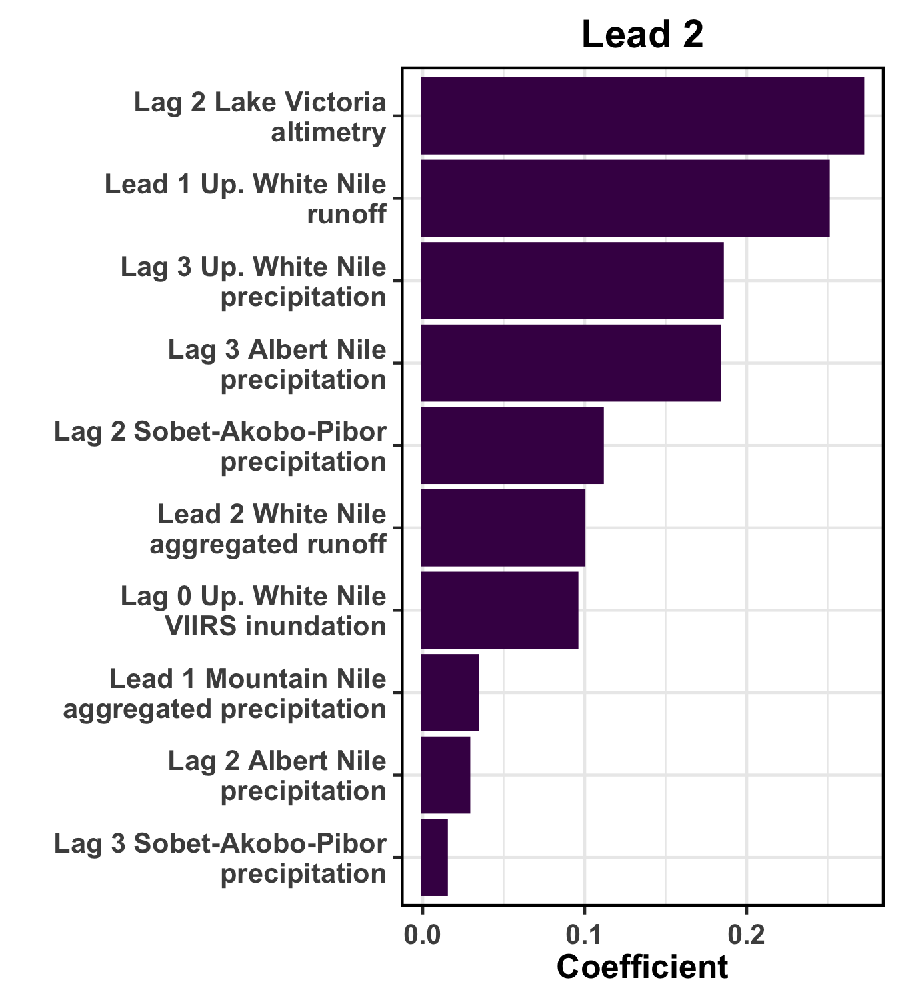 Lead 2
Lag 2 Lake Victoria
altimetry
Lead 1 Up. White Nile
runoff
Lag 3 Up. White Nile
precipitation
Lag 3 Albert Nile
precipitation
Lag 2 Sobet-Akobo-Pibor
precipitation
Lead 2 White Nile
aggregated runoff
Lag 0 Up. White Nile
VIIRS inundation
Lead 1 Mountain Nile
aggregated precipitation
Lag 2 Albert Nile
precipitation
Lag 3 Sobet-Akobo-Pibor
precipitation
0.0 0.1 0.2
Coefficient